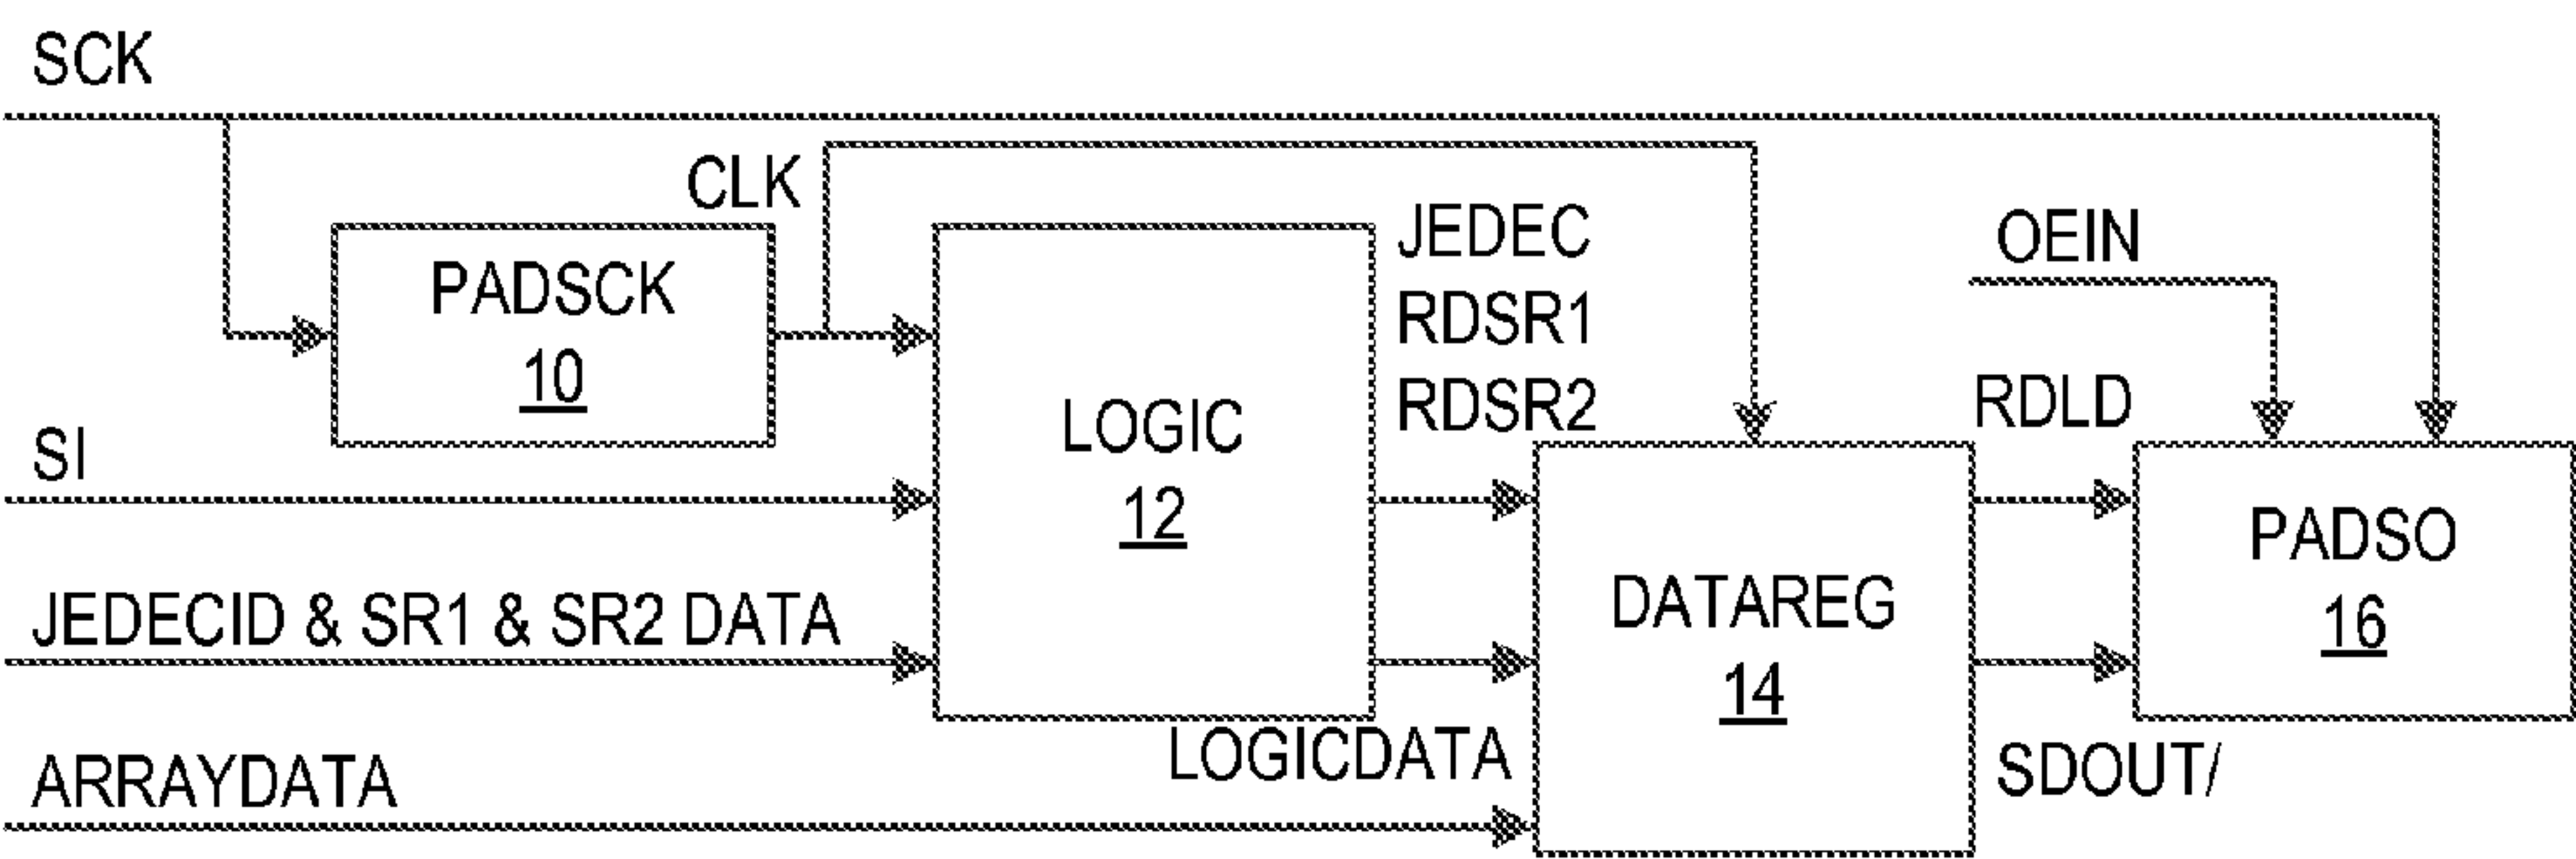 SCK
CLK
PADSCK
10
SI
JEDECID & SR1 & SR2 DATA
ARRAYDATA
LOGIC
12
JEDEC
RDSR1
RDSR2
LOGICDATA
DATAREG
14
OEIN
RDLD
SDOUT/
PADSO
16